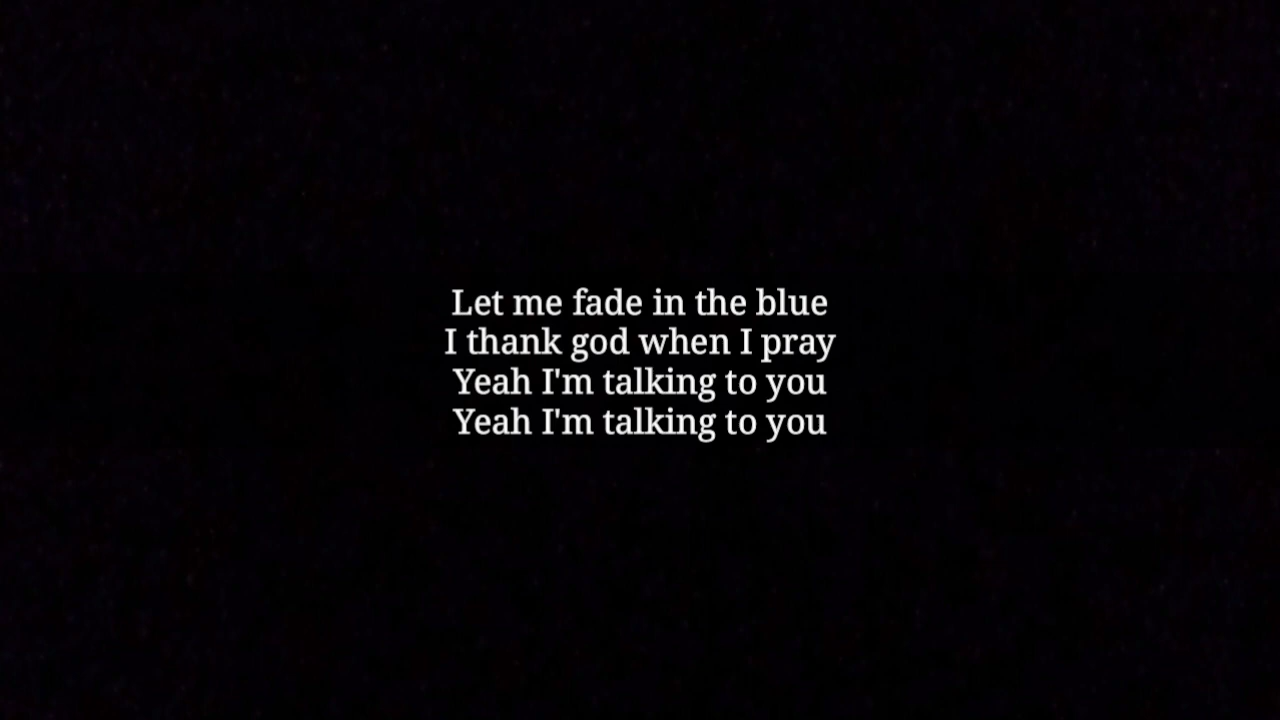 Let me fade in the blue
I thank god when I pray
Yeah I'm talking to you
Yeah I'm talking to you